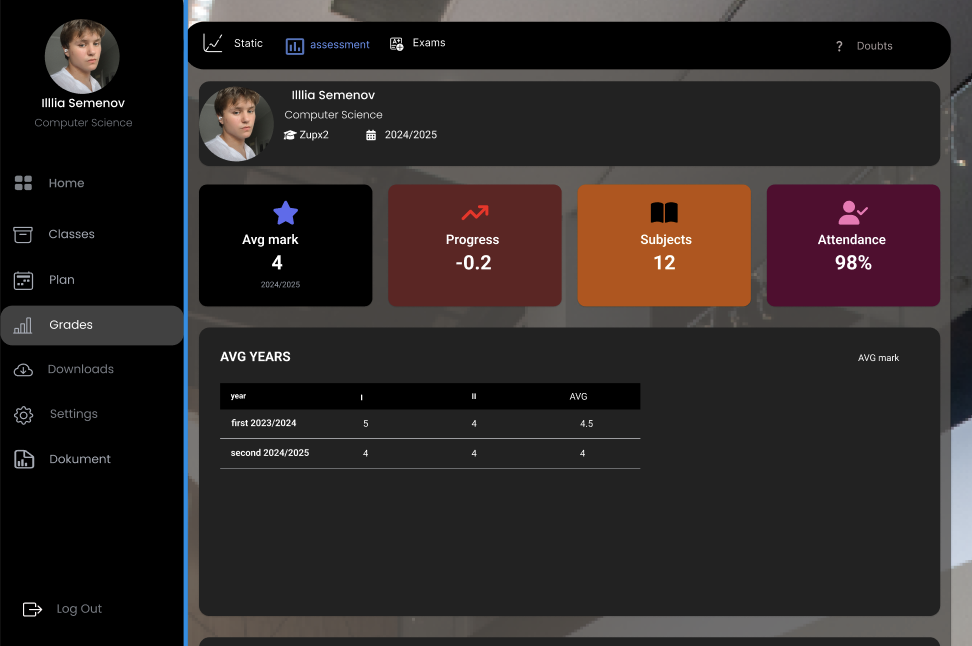 Illlia Semenov
Computer Science
Home
Classes
Plan
Grades
Downloads
Settings
Dokument
Log Out
Static
assessment
Exams
? Doubts
Illlia Semenov
Computer Science
Zupx2 2024/2025
Avg mark
4
2024/2025
Progress
-0.2
Subjects
12
Attendance
98%
AVG YEARS
AVG mark
year I II AVG
first 2023/2024 5 4 4.5
second 2024/2025 4 4 4